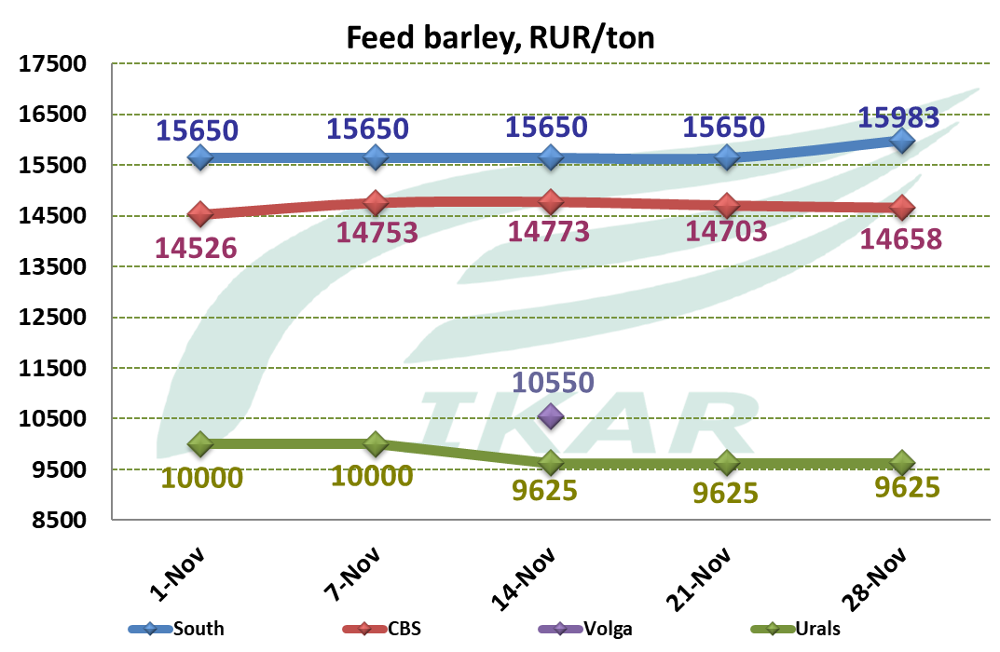 Feed barley, RUR/ton
17500
16500
15500
14500
13500
12500
11500
10500
9500
8500
15650 15650 15650 15650 15983
14526 14753 14773 14703 14658
10550
10000 10000 9625 9625 9625
IKAR
1-Nov 7-Nov 14-Nov 21-Nov 28-Nov
South CBS Volga Urals